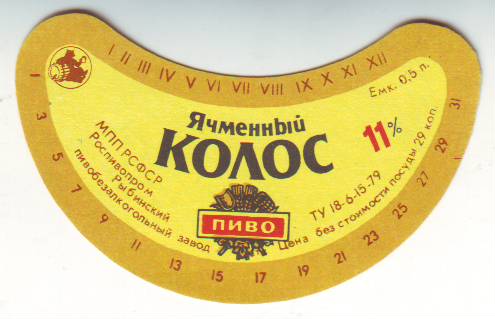 I II III IV V VI VII VIII IX X XI XII
Емк. 0,5 л.
Ячменный
КОЛОС
11%
МПП РСФСР
Роспивопром
Рыбинский
пивобезалкогольный завод
ПИВО
ТУ 18-6-15-79
Цена без стоимости посуды 29 коп.
1 3 5 7 9 11 13 15 17 19 21 23 25 27 29 31